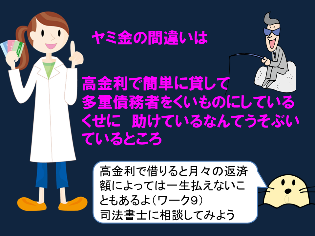 ヤミ金の間違いは
高金利で簡単に貸して
多重債務者をくいものにしている
くせに　助けているなんてうそぶい
ているところ
高金利で借りると月々の返済
額によっては一生払えないこ
ともあるよ（ワーク９）
司法書士に相談してみよう